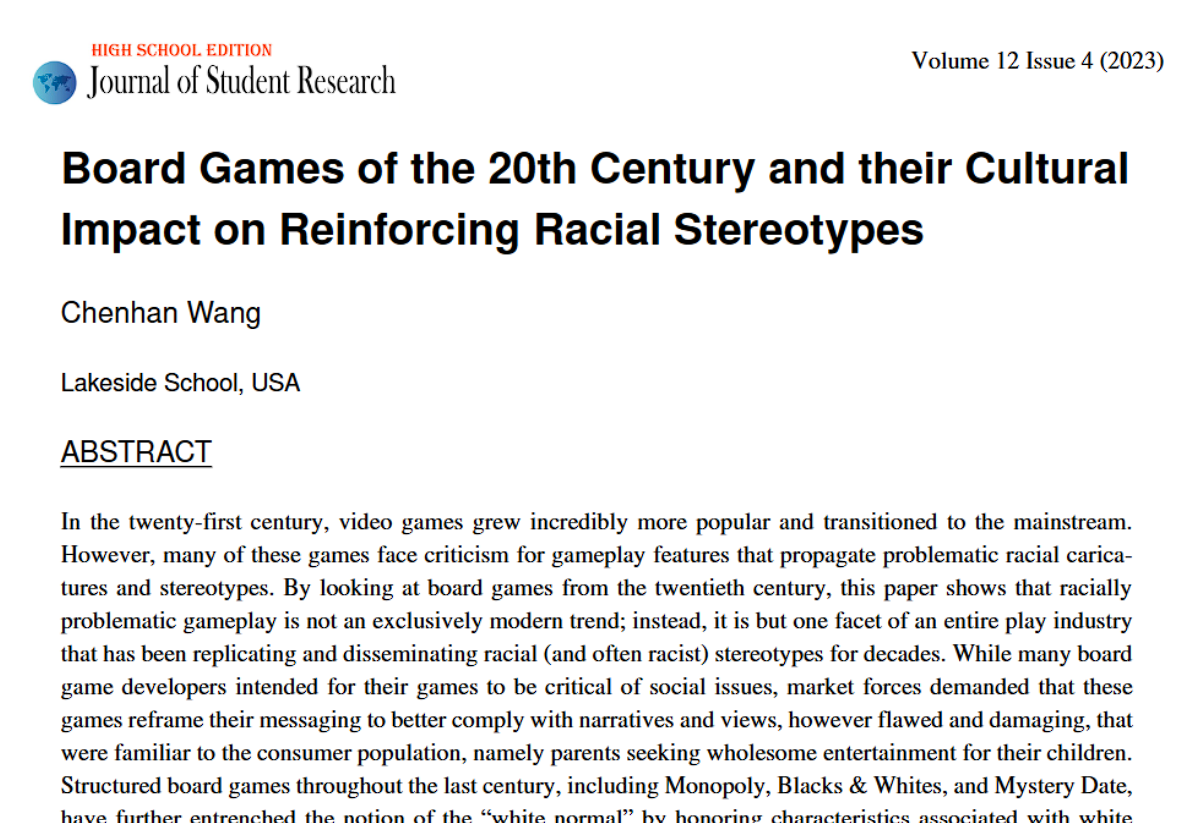 HIGH SCHOOL EDITION
Journal of Student Research
Volume 12 Issue 4 (2023)
Board Games of the 20th Century and their Cultural
Impact on Reinforcing Racial Stereotypes
Chenhan Wang
Lakeside School, USA
ABSTRACT
In the twenty-first century, video games grew incredibly more popular and transitioned to the mainstream.
However, many of these games face criticism for gameplay features that propagate problematic racial carica-
tures and stereotypes. By looking at board games from the twentieth century, this paper shows that racially
problematic gameplay is not an exclusively modern trend; instead, it is but one facet of an entire play industry
that has been replicating and disseminating racial (and often racist) stereotypes for decades. While many board
game developers intended for their games to be critical of social issues, market forces demanded that these
games reframe their messaging to better comply with narratives and views, however flawed and damaging, that
were familiar to the consumer population, namely parents seeking wholesome entertainment for their children.
Structured board games throughout the last century, including Monopoly, Blacks & Whites, and Mystery Date,
have further entrenched the notion of the “white normal” by honoring characteristics associated with white